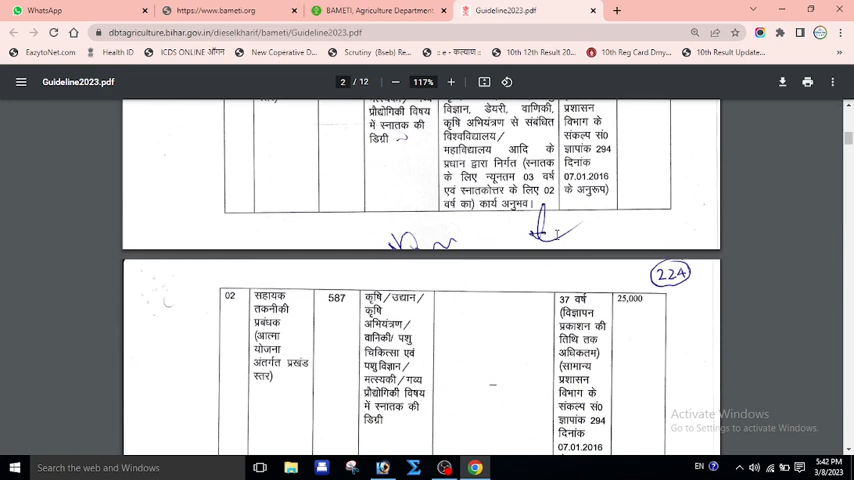 WhatsApp
https://www.bameti.org
BAMETI, Agriculture Department
Guideline2023.pdf
dbtagriculture.bihar.gov.in/dieselkharif/bameti/Guideline2023.pdf
EazytoNet.com
Health ID
ICDS ONLINE आँगन
New Coperative D...
Scrutiny (Bseb) Re...
:: e - कल्याण ::
10th 12th Result 20...
10th Reg Card Dmy...
10th Result Update...
Guideline2023.pdf
2 / 12
117%
प्रौद्योगिकी विषय
में स्नातक की
डिग्री
विज्ञान, डेयरी, वाणिकी,
कृषि अभियंत्रण से संबंधित
विश्वविद्यालय/
महाविद्यालय आदि के
प्रधान द्वारा निर्गत (स्नातक
के लिए न्यूनतम 03 वर्ष
एवं स्नातकोत्तर के लिए 02
वर्ष का) कार्य अनुभव।
प्रशासन
विभाग के
संकल्प सं0
ज्ञापांक 294
दिनांक
07.01.2016
के अनुरूप)
224
02
सहायक
तकनीकी
प्रबंधक
(आत्मा
योजना
अंतर्गत प्रखंड
स्तर)
587
कृषि/उद्यान/
कृषि
अभियंत्रण/
वानिकी/ पशु
चिकित्सा एवं
पशु विज्ञान/
मत्स्यकी/गव्य
प्रौद्योगिकी विषय
में स्नातक की
डिग्री
–
37 वर्ष
(विज्ञापन
प्रकाशन की
तिथि तक
अधिकतम)
(सामान्य
प्रशासन
विभाग के
संकल्प सं0
ज्ञापांक 294
दिनांक
07.01.2016
25,000
Activate Windows
Go to Settings to activate Windows.
Search the web and Windows
EN
5:42 PM
3/8/2023